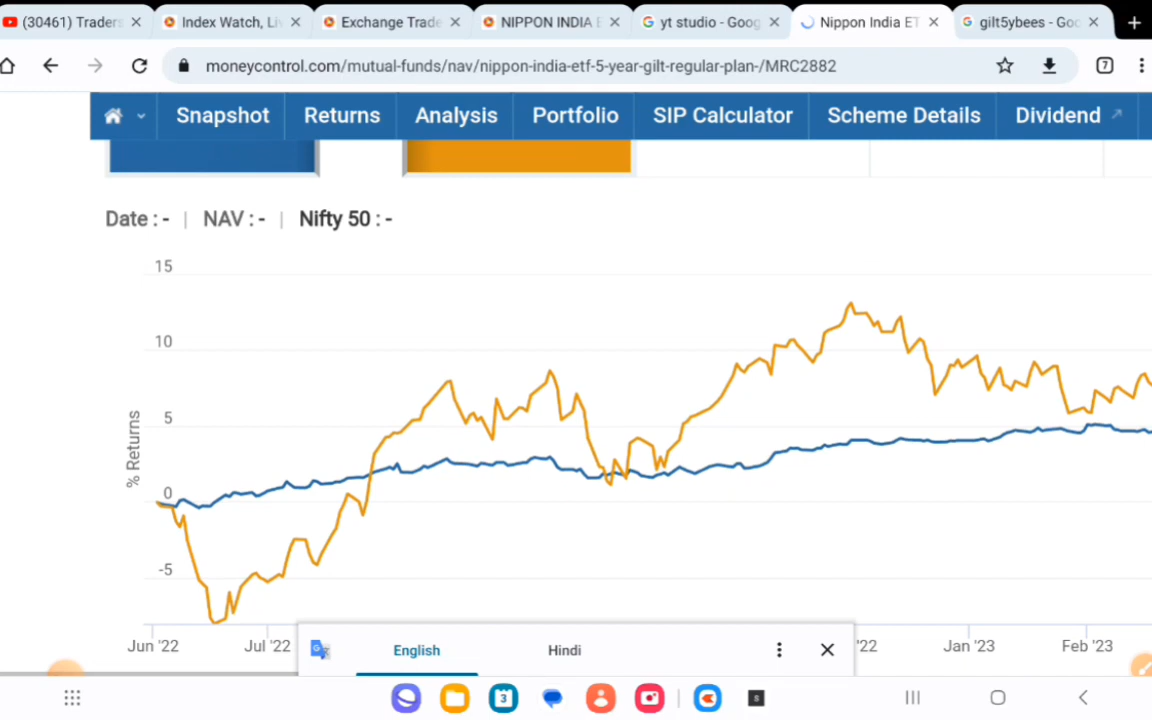 (30461) Traders
Index Watch, Liv
Exchange Trade
NIPPON INDIA E
yt studio - Goog
Nippon India ET
gilt5ybees - Goo
moneycontrol.com/mutual-funds/nav/nippon-india-etf-5-year-gilt-regular-plan-/MRC2882
7
Snapshot
Returns
Analysis
Portfolio
SIP Calculator
Scheme Details
Dividend
Date : - | NAV : - | Nifty 50 : -
15
10
5
0
-5
% Returns
Jun '22
Jul '22
'22
Jan '23
Feb '23
English
Hindi
3